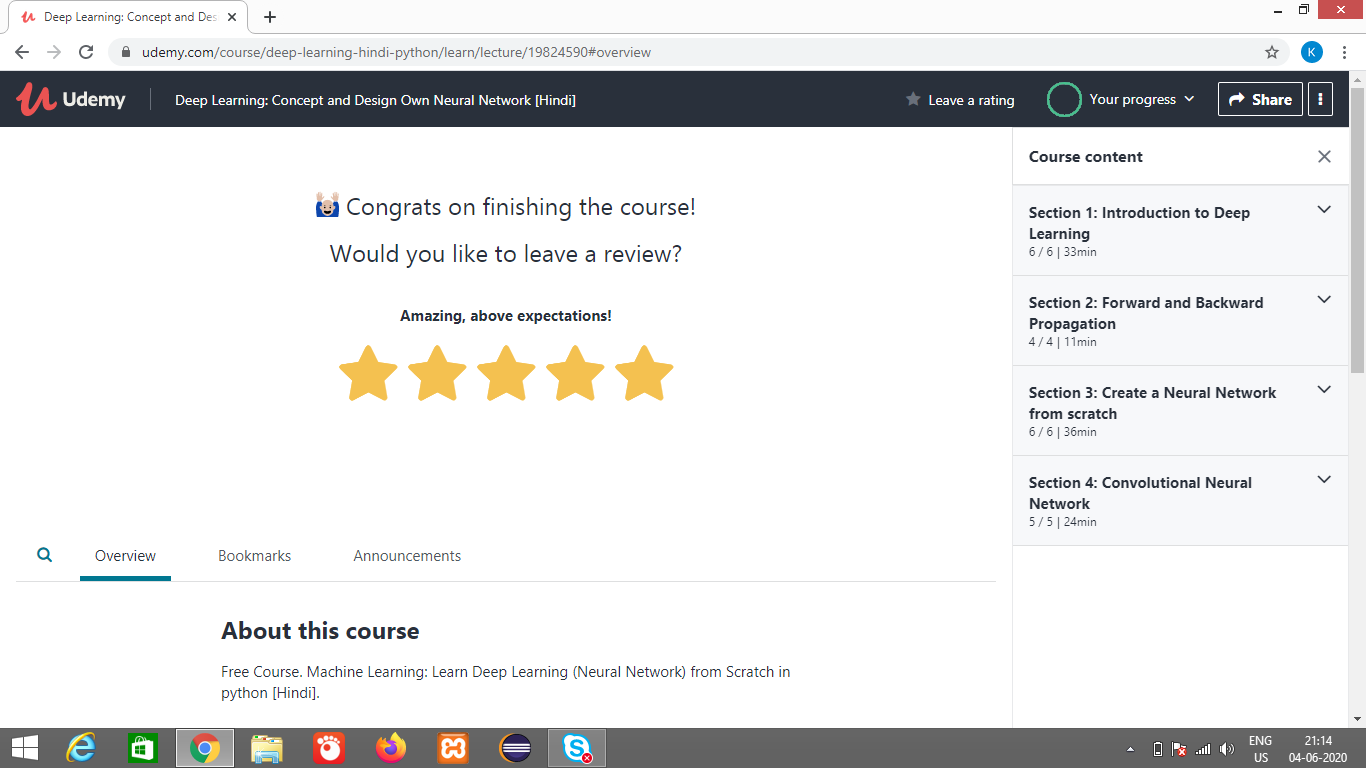 Deep Learning: Concept and Des
udemy.com/course/deep-learning-hindi-python/learn/lecture/19824590#overview
K
Udemy
Deep Learning: Concept and Design Own Neural Network [Hindi]
Leave a rating
Your progress
Share
Congrats on finishing the course!
Would you like to leave a review?
Amazing, above expectations!
Course content
Section 1: Introduction to Deep
Learning
6 / 6 | 33min
Section 2: Forward and Backward
Propagation
4 / 4 | 11min
Section 3: Create a Neural Network
from scratch
6 / 6 | 36min
Section 4: Convolutional Neural
Network
5 / 5 | 24min
Overview
Bookmarks
Announcements
About this course
Free Course. Machine Learning: Learn Deep Learning (Neural Network) from Scratch in
python [Hindi].
ENG
US
21:14
04-06-2020